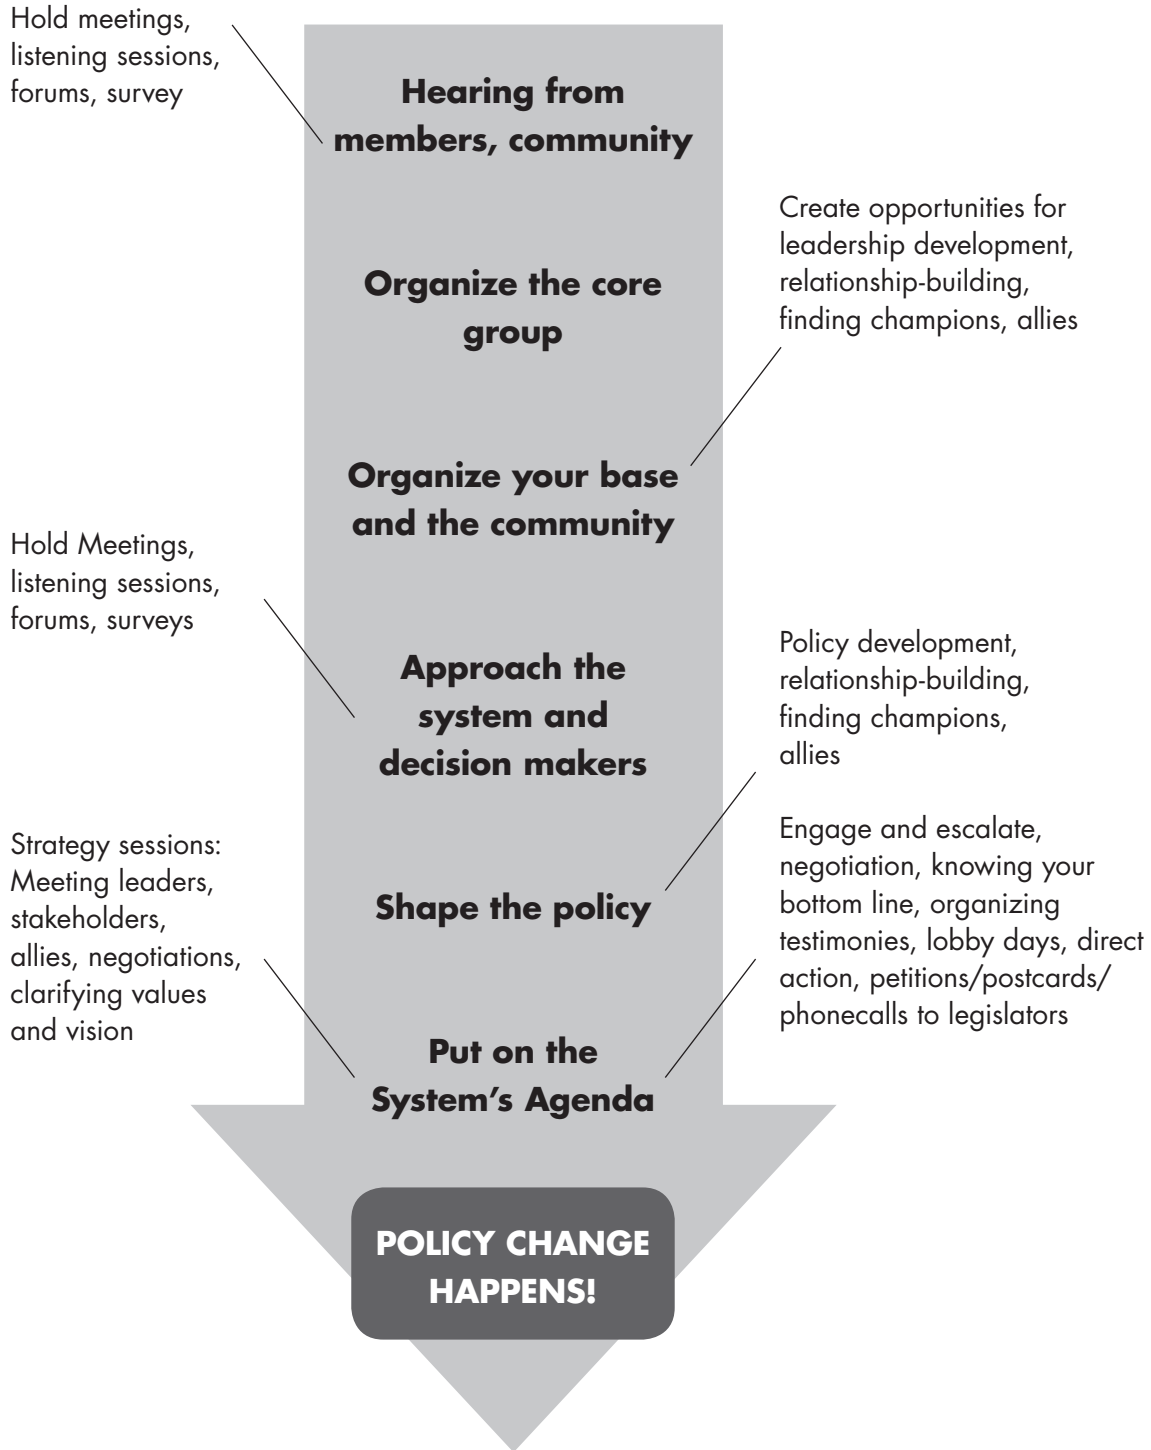 Hold meetings,
listening sessions,
forums, survey
Hearing from
members, community
Create opportunities for
leadership development,
relationship-building,
finding champions, allies
Organize the core
group
Organize your base
and the community
Hold Meetings,
listening sessions,
forums, surveys
Approach the
system and
decision makers
Policy development,
relationship-building,
finding champions,
allies
Shape the policy
Strategy sessions:
Meeting leaders,
stakeholders,
allies, negotiations,
clarifying values
and vision
Engage and escalate,
negotiation, knowing your
bottom line, organizing
testimonies, lobby days, direct
action, petitions/postcards/
phonecalls to legislators
Put on the
System’s Agenda
POLICY CHANGE
HAPPENS!